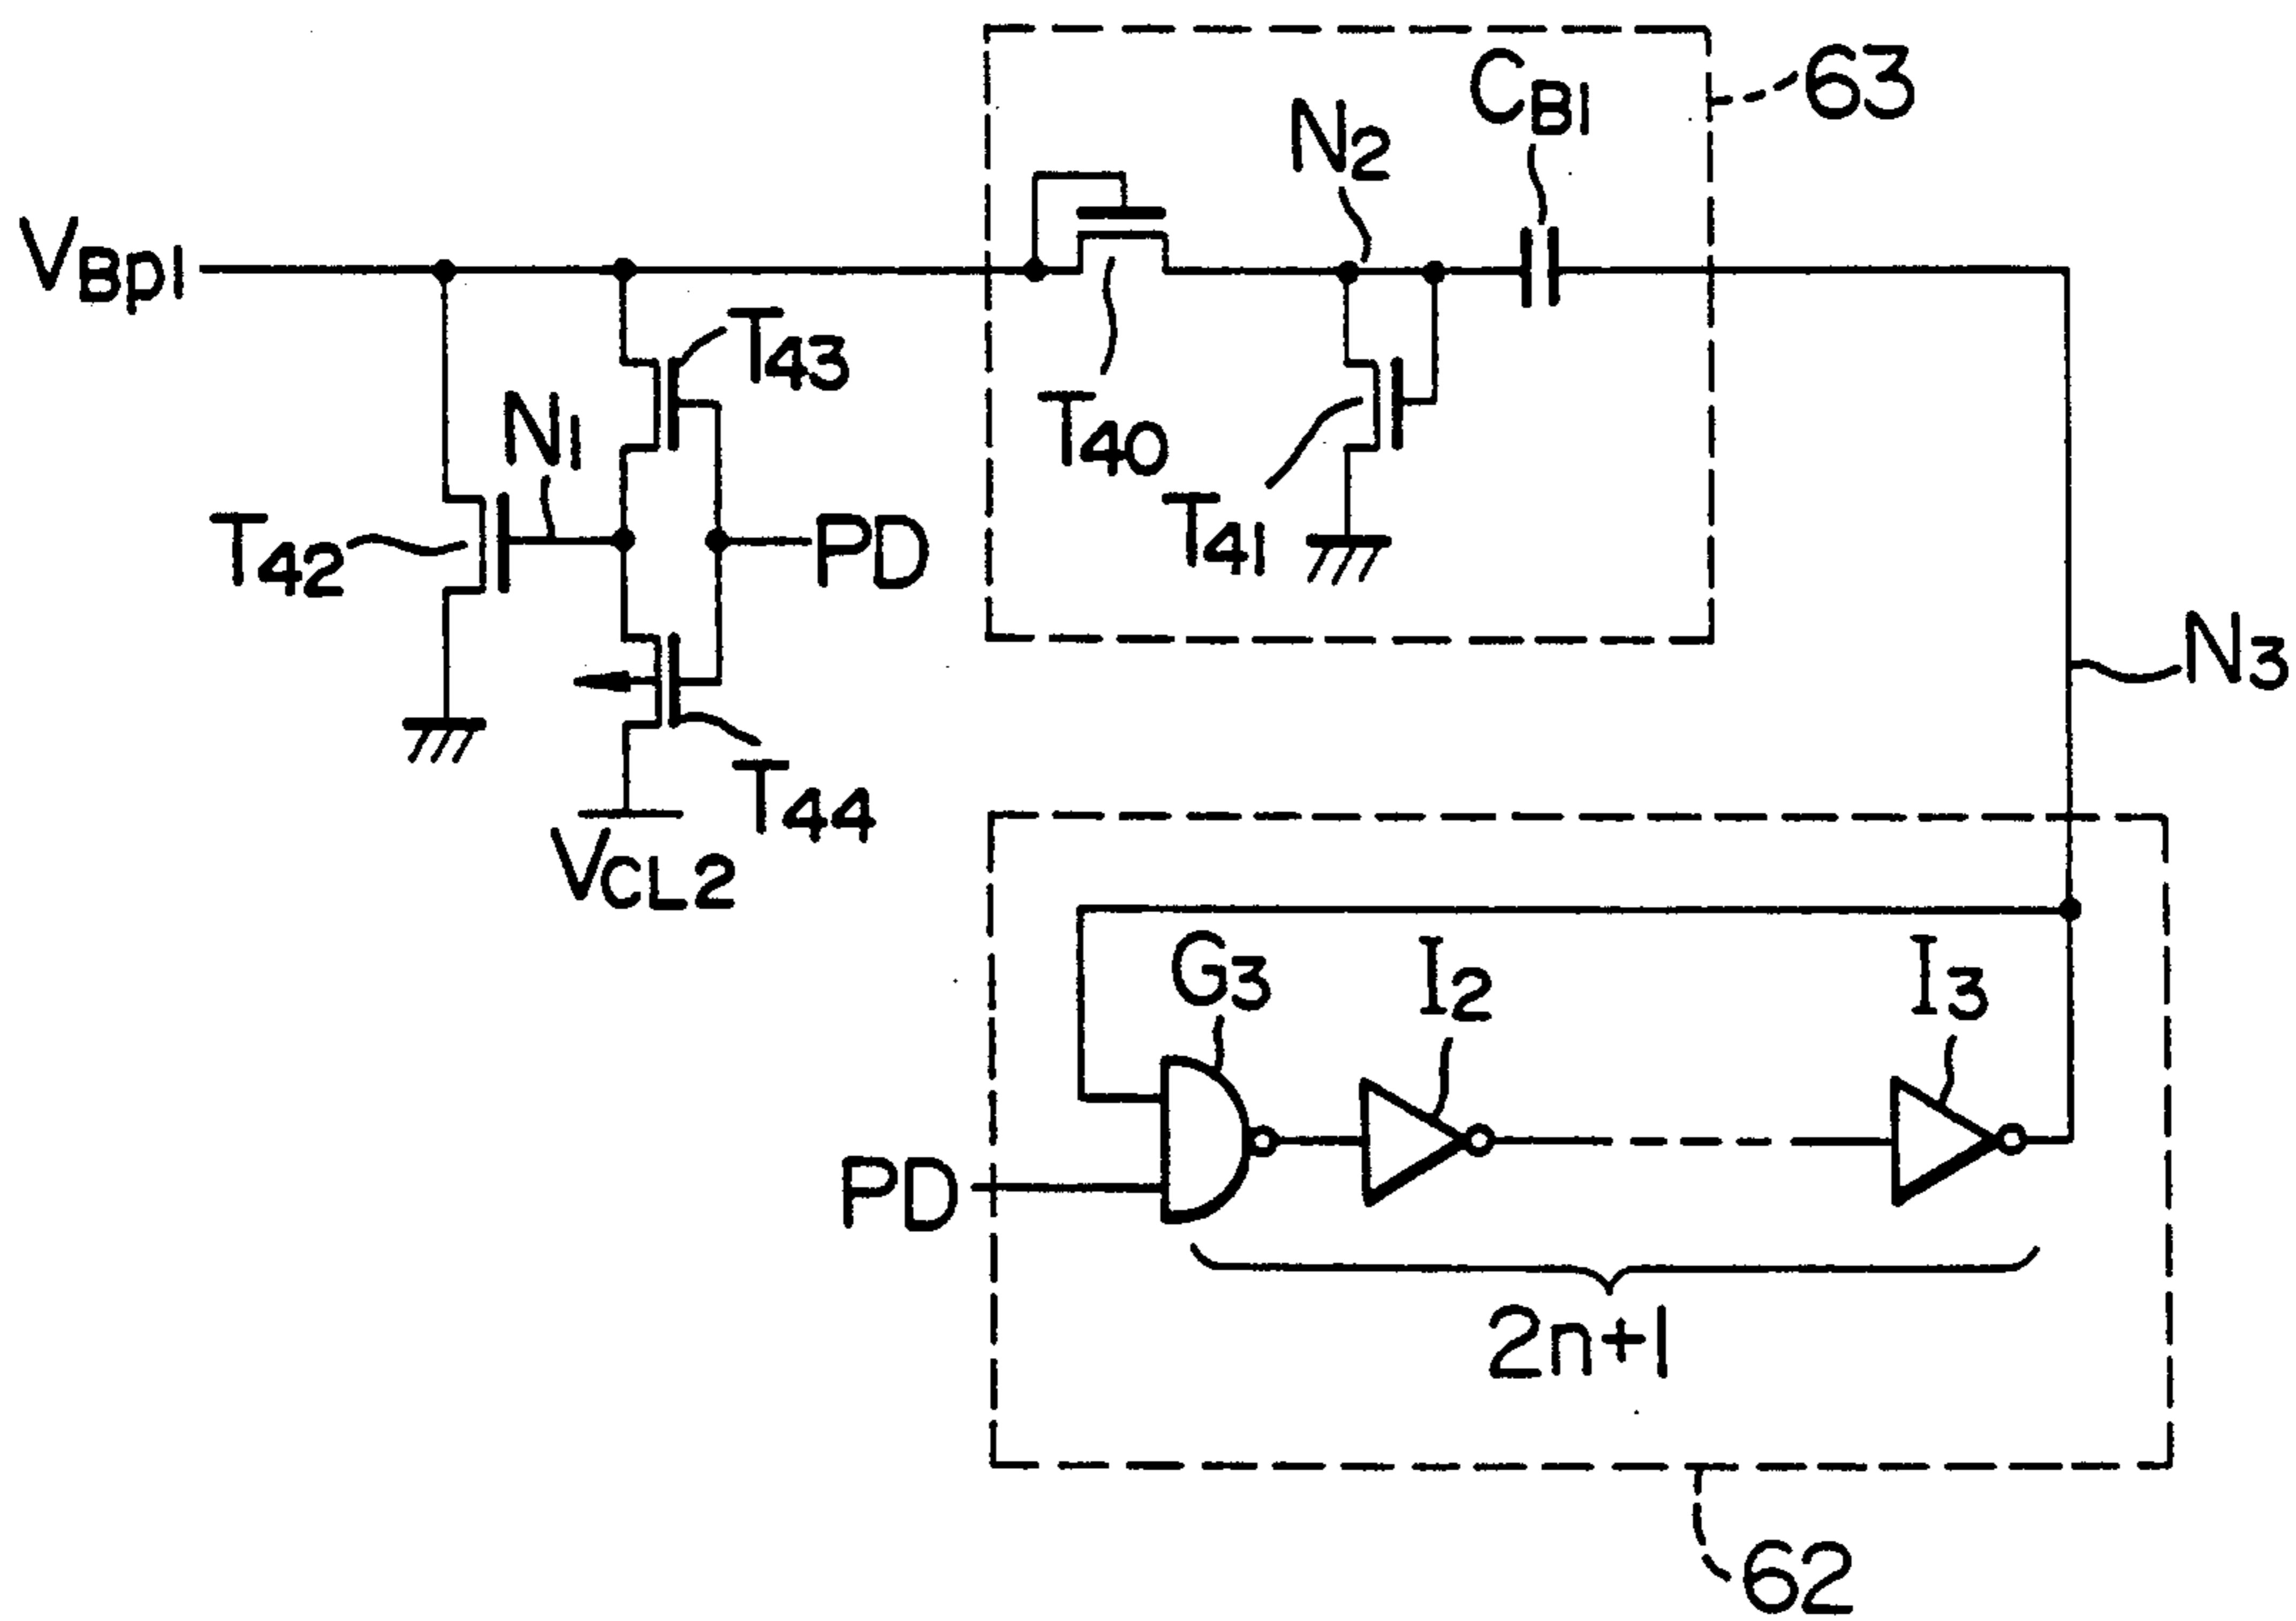 63
CB1
N2
VBp1
T43
N1
T40
T41
T42
PD
N3
T44
VCL2
G3
I2
I3
PD
2n+1
62